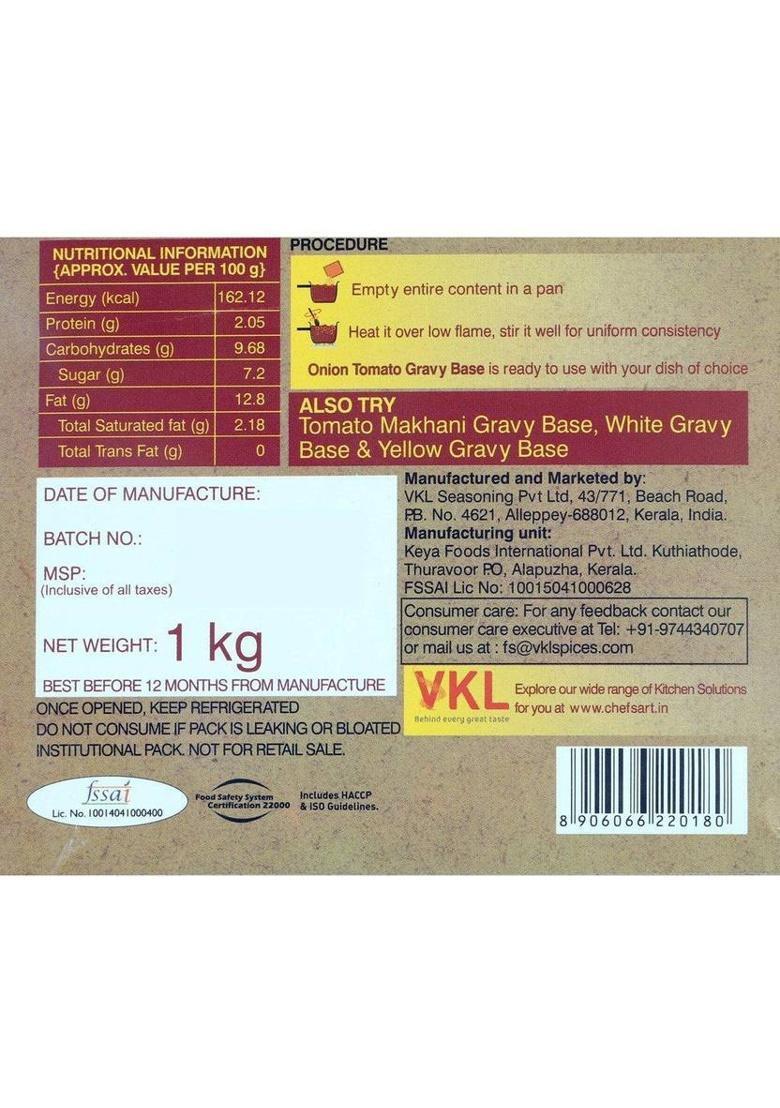 NUTRITIONAL INFORMATION
{APPROX. VALUE PER 100 g}
Energy (kcal) 162.12
Protein (g) 2.05
Carbohydrates (g) 9.68
Sugar (g) 7.2
Fat (g) 12.8
Total Saturated fat (g) 2.18
Total Trans Fat (g) 0
PROCEDURE
Empty entire content in a pan
Heat it over low flame, stir it well for uniform consistency
Onion Tomato Gravy Base is ready to use with your dish of choice
ALSO TRY
Tomato Makhani Gravy Base, White Gravy
Base & Yellow Gravy Base
DATE OF MANUFACTURE:
BATCH NO.:
MSP:
(Inclusive of all taxes)
NET WEIGHT: 1 kg
BEST BEFORE 12 MONTHS FROM MANUFACTURE
ONCE OPENED, KEEP REFRIGERATED
DO NOT CONSUME IF PACK IS LEAKING OR BLOATED
INSTITUTIONAL PACK. NOT FOR RETAIL SALE.
Manufactured and Marketed by:
VKL Seasoning Pvt Ltd, 43/771, Beach Road,
P.B. No. 4621, Alleppey-688012, Kerala, India.
Manufacturing unit:
Keya Foods International Pvt. Ltd. Kuthiathode,
Thuravoor P.O, Alapuzha, Kerala.
FSSAI Lic No: 10015041000628
Consumer care: For any feedback contact our
consumer care executive at Tel: +91-9744340707
or mail us at : fs@vklspices.com
VKL
Behind every great taste
Explore our wide range of Kitchen Solutions
for you at www.chefsart.in
fssai
Lic. No. 10014041000400
Food Safety System
Certification 22000
Includes HACCP
& ISO Guidelines.
8 906066 220180